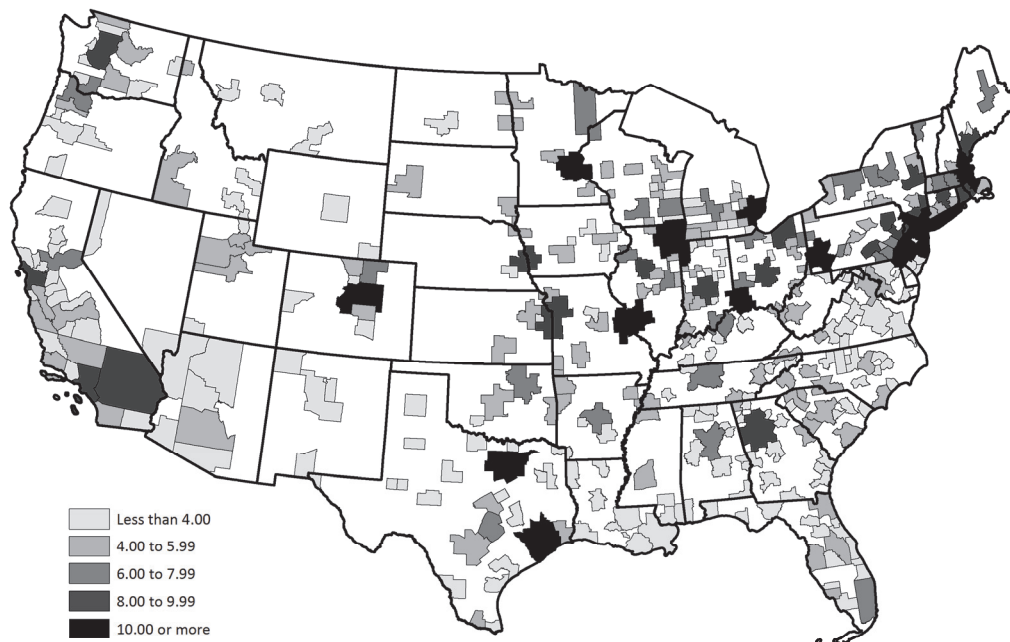 Less than 4.00
4.00 to 5.99
6.00 to 7.99
8.00 to 9.99
10.00 or more